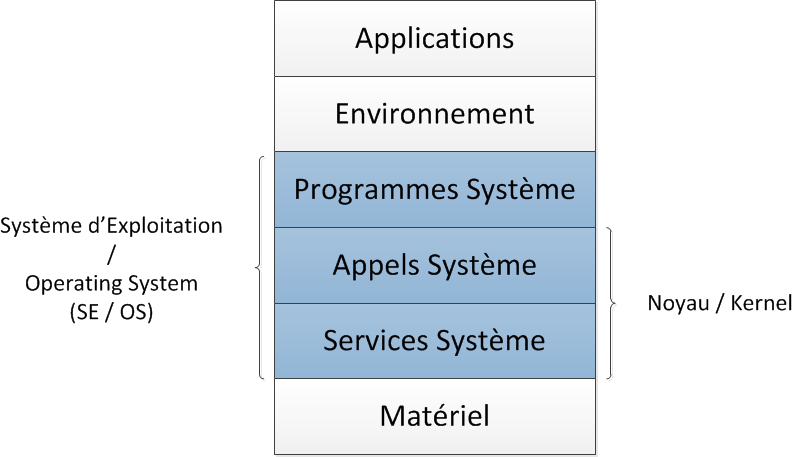 Applications
Environnement
Programmes Système
Système d’Exploitation
/
Operating System
(SE / OS)
Appels Système
Services Système
Noyau / Kernel
Matériel